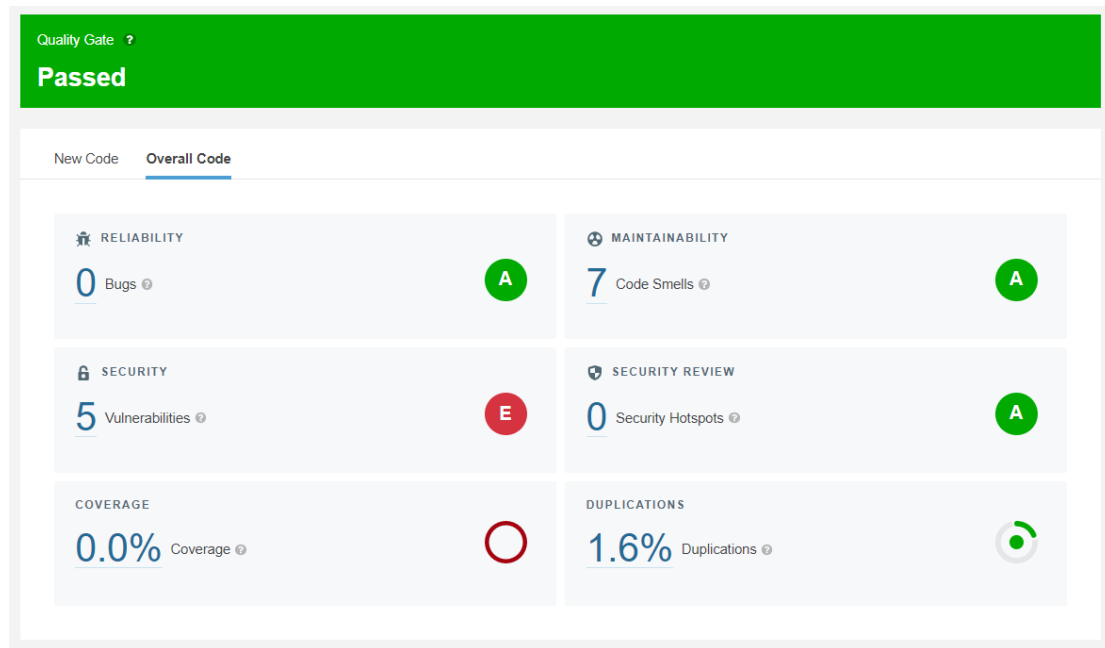 Quality Gate ?
Passed
New Code Overall Code
RELIABILITY
0 Bugs ?
A
MAINTAINABILITY
7 Code Smells ?
A
SECURITY
5 Vulnerabilities ?
E
SECURITY REVIEW
0 Security Hotspots ?
A
COVERAGE
0.0% Coverage ?
DUPLICATIONS
1.6% Duplications ?